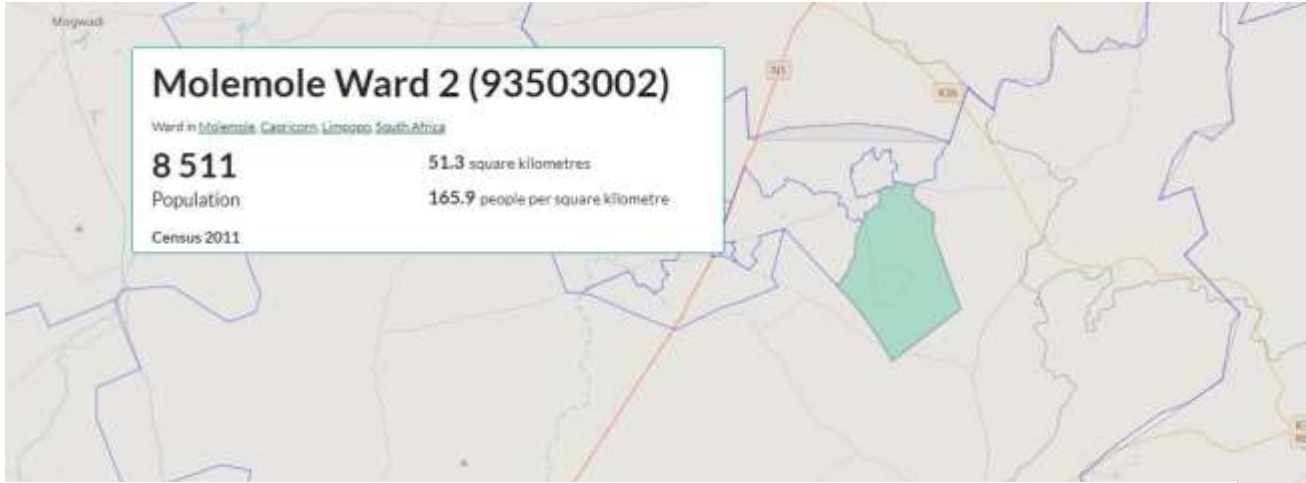 Mogwadi
Molemole Ward 2 (93503002)
Ward in Molemole, Capricorn, Limpopo, South Africa
8 511
Population
51.3 square kilometres
165.9 people per square kilometre
Census 2011
N1
R36